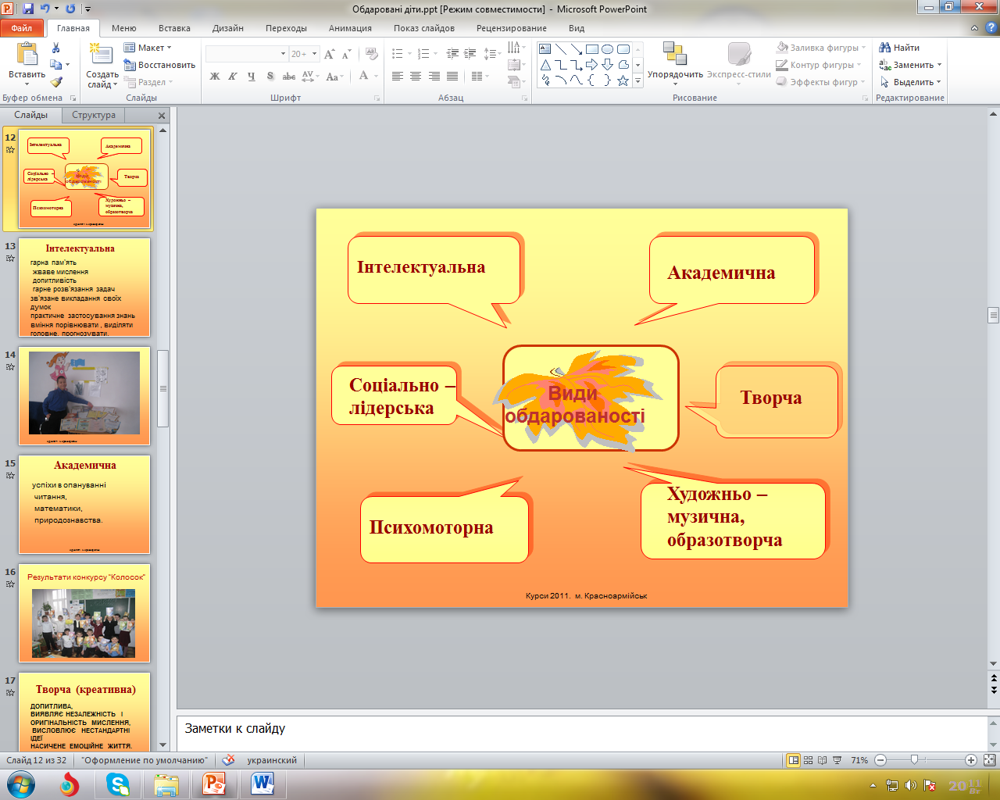 Обдаровані діти.ppt [Режим совместимости] - Microsoft PowerPoint
Файл Главная Меню Вставка Дизайн Переходы Анимация Показ слайдов Рецензирование Вид
Вставить
Буфер обмена
Создать слайд
Макет
Восстановить
Раздел
Слайды
20
Ж К Ч S abc AV Aa А
Шрифт
Абзац
Упорядочить
Экспресс-стили
Заливка фигуры
Контур фигуры
Эффекты фигур
Рисование
Найти
Заменить
Выделить
Редактирование
Слайды Структура
12
Інтелектуальна
Академична
Соціально –
лідерська
Види
обдарованості
Творча
Психомоторна
Художньо –
музична,
образотворча
13
Інтелектуальна
гарна пам'ять
жваве мислення
допитливість
гарне розв'язання задач
зв'язане викладання своїх
думок
практичне застосування знань
вміння порівнювати , виділяти
головне, прогнозувати.
14
15
Академична
успіхи в опануванні
читання,
математики,
природознавства.
16
Результати конкурсу "Колосок"
17
Творча (креативна)
ДОПИТЛИВА,
ВИЯВЛЯЄ НЕЗАЛЕЖНІСТЬ І
ОРИГІНАЛЬНІСТЬ МИСЛЕННЯ,
ВИСЛОВЛЮЄ НЕСТАНДАРТНІ
ІДЕЇ
НАСИЧЕНЕ ЕМОЦІЙНЕ ЖИТТЯ.
Інтелектуальна
Академична
Соціально –
лідерська
Види
обдарованості
Творча
Психомоторна
Художньо –
музична,
образотворча
Курси 2011. м. Красноармійськ
Заметки к слайду
Слайд 12 из 32 "Оформление по умолчанию" украинский 71%